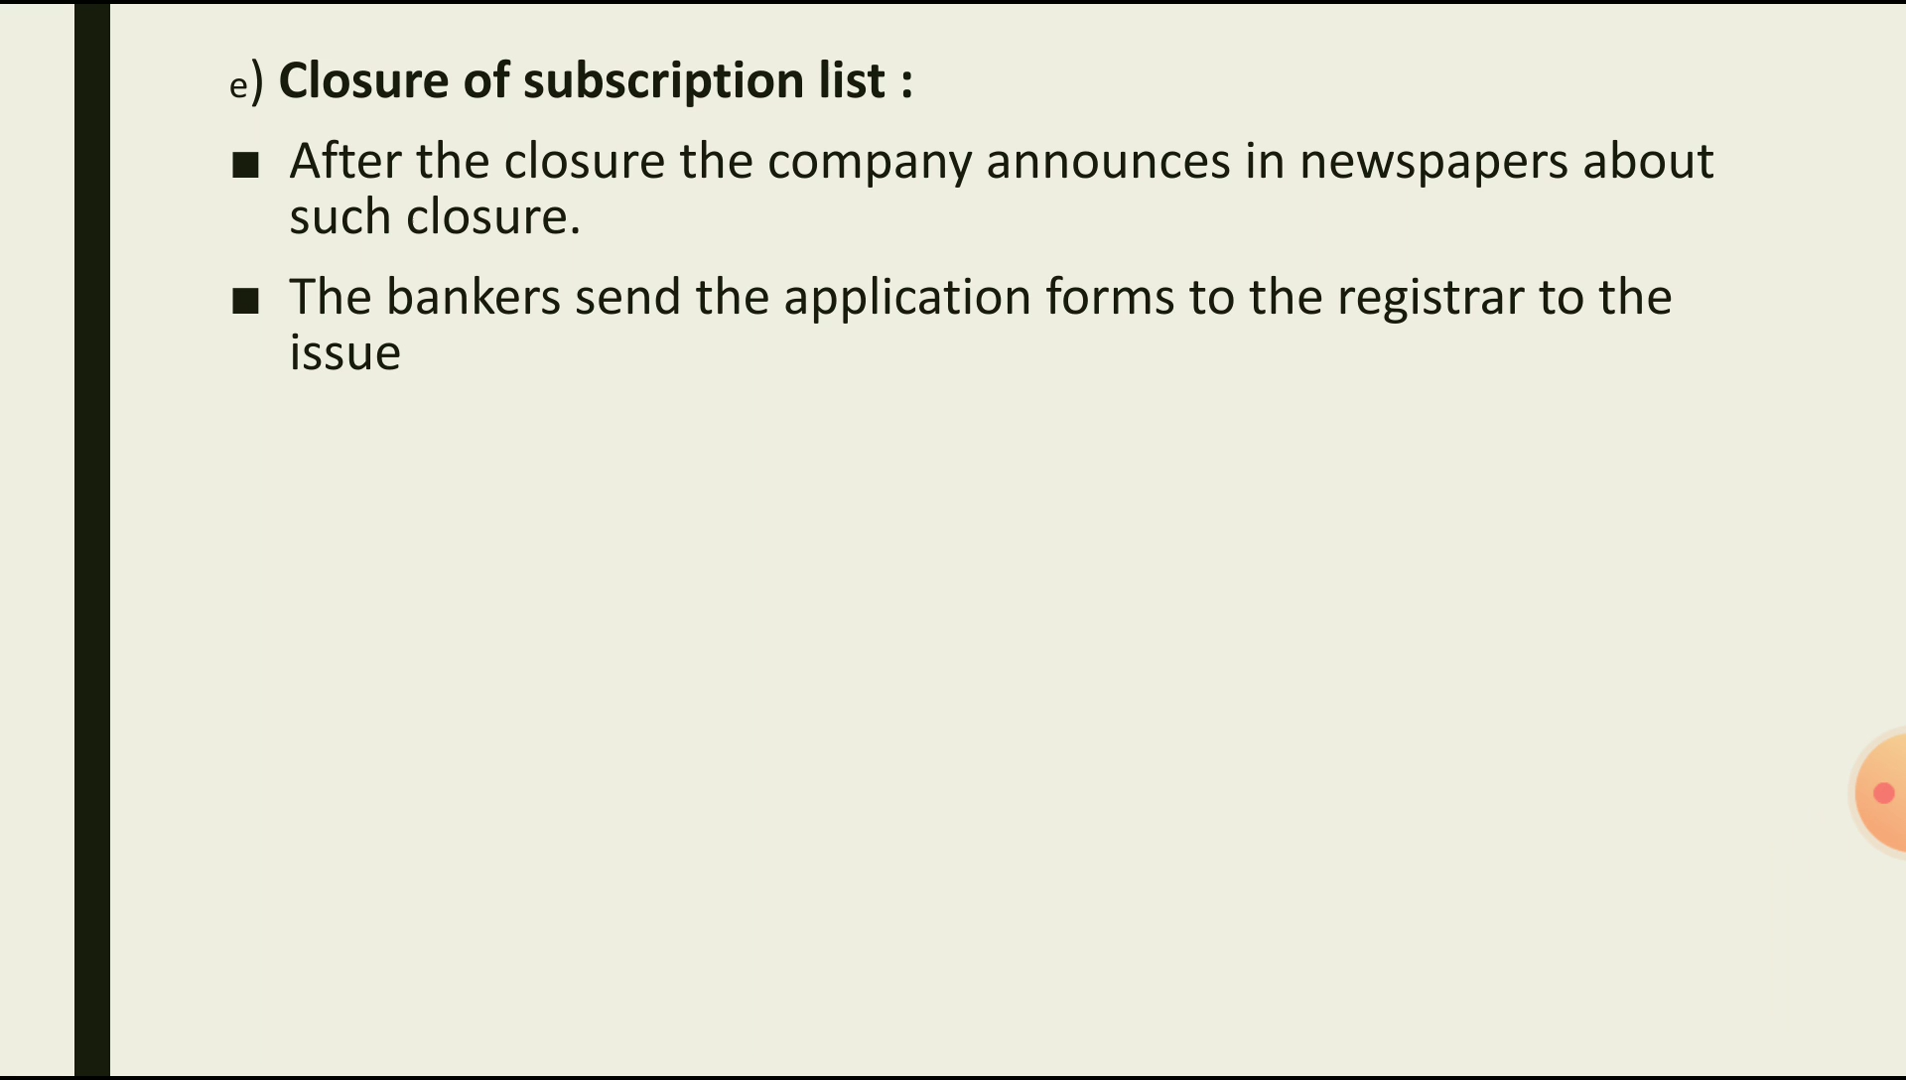 e) Closure of subscription list :
■ After the closure the company announces in newspapers about
such closure.
■ The bankers send the application forms to the registrar to the
issue